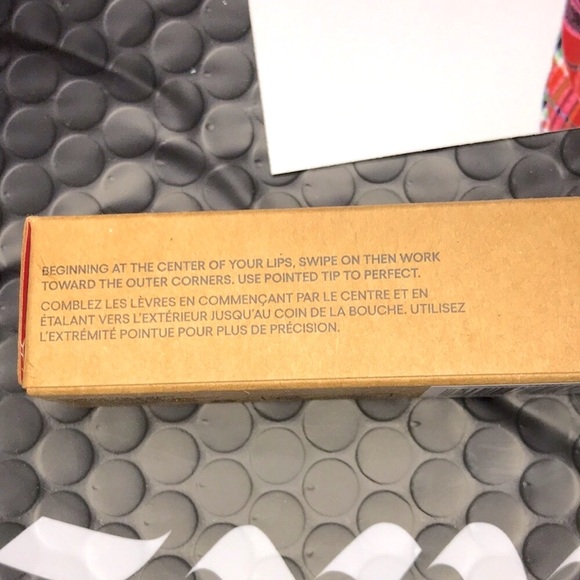 BEGINNING AT THE CENTER OF YOUR LIPS, SWIPE ON THEN WORK
TOWARD THE OUTER CORNERS. USE POINTED TIP TO PERFECT.
COMBLEZ LES LÈVRES EN COMMENÇANT PAR LE CENTRE ET EN
ÉTALANT VERS L'EXTÉRIEUR JUSQU'AU COIN DE LA BOUCHE. UTILISEZ
L'EXTRÉMITÉ POINTUE POUR PLUS DE PRÉCISION.